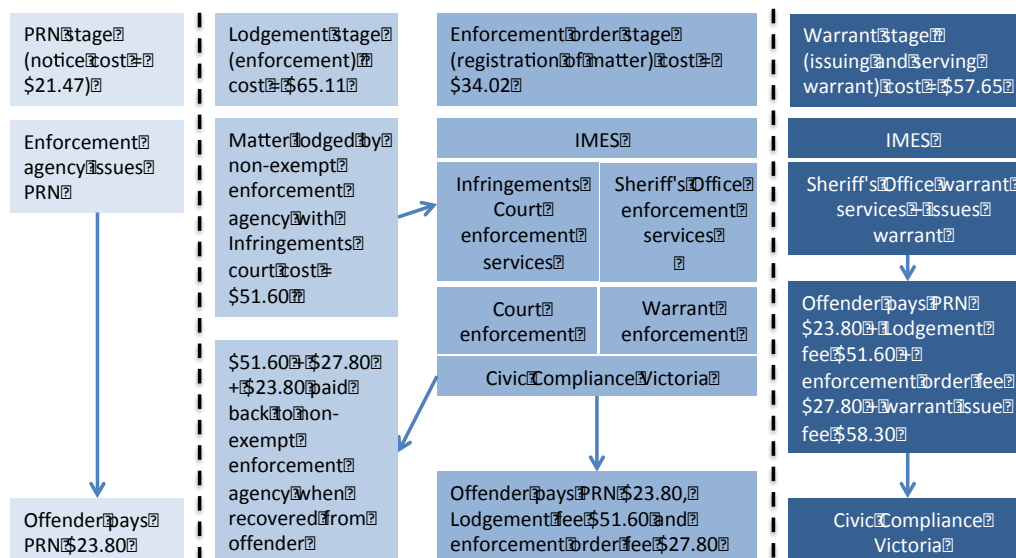 PRN stage
(notice cost =
$21.47)
Enforcement
agency issues
PRN
Offender pays
PRN $23.80
Lodgement stage
(enforcement)
cost = $65.11
Matter lodged by
non-exempt
enforcement
agency with
Infringements
court cost =
$51.60
$51.60 + $27.80
+ $23.80 paid
back to non-
exempt
enforcement
agency when
recovered from
offender
Enforcement order stage
(registration of matter) cost =
$34.02
IMES
Infringements
Court
enforcement
services
Sheriff's Office
enforcement
services
Court
enforcement
Warrant
enforcement
Civic Compliance Victoria
Offender pays PRN $23.80,
Lodgement fee $51.60 and
enforcement order fee $27.80
Warrant stage
(issuing and serving
warrant) cost = $57.65
IMES
Sheriff's Office warrant
services – issues
warrant
Offender pays PRN
$23.80 + Lodgement
fee $51.60 +
enforcement order fee
$27.80 + warrant issue
fee $58.30
Civic Compliance
Victoria